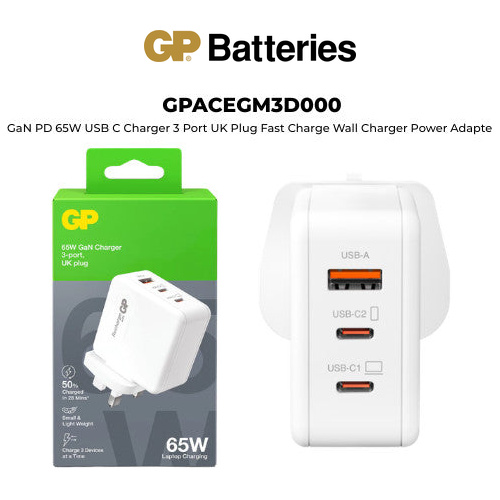 GP Batteries
GPACEGM3D000
GaN PD 65W USB C Charger 3 Port UK Plug Fast Charge Wall Charger Power Adapte
GP
65W GaN Charger
3-port,
UK plug
GP
50%
Charged
in 25 Mins*
Small &
Light Weight
Charge 3 Devices
at a Time
65W
Laptop Charging
USB-A
USB-C2
USB-C1